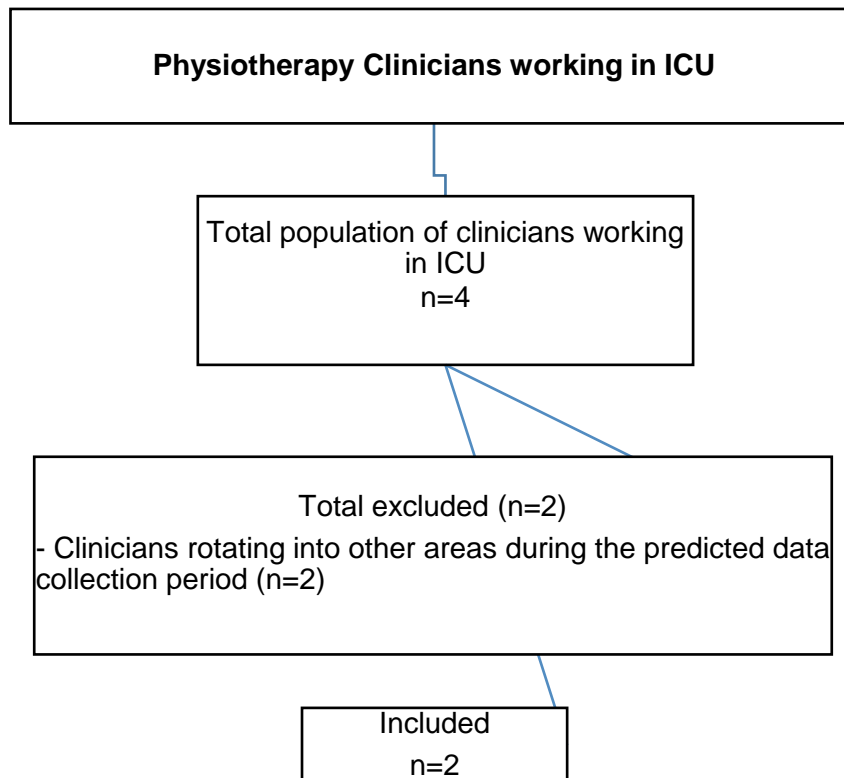 Physiotherapy Clinicians working in ICU
Total population of clinicians working
in ICU
n=4
Total excluded (n=2)
- Clinicians rotating into other areas during the predicted data
collection period (n=2)
Included
n=2